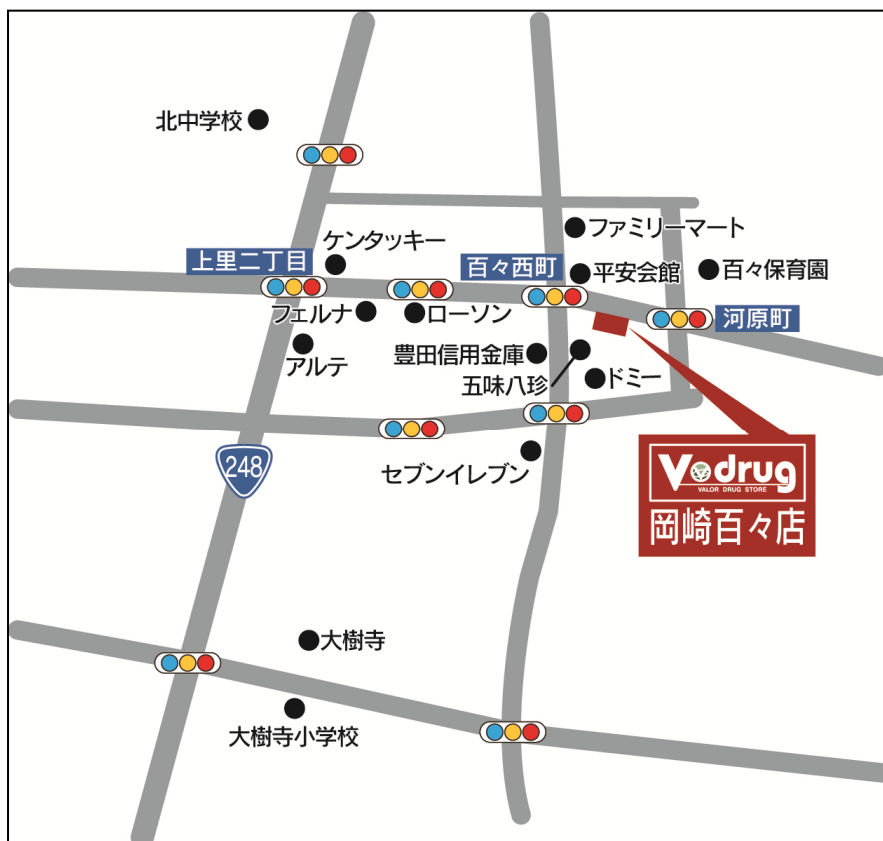 北中学校
ファミリーマート
ケンタッキー
上里二丁目
百々西町
平安会館
百々保育園
フェルナ
ローソン
河原町
アルテ
豊田信用金庫
五味八珍
ドミー
248
セブンイレブン
V drug
VALOR DRUG STORE
岡崎百々店
大樹寺
大樹寺小学校